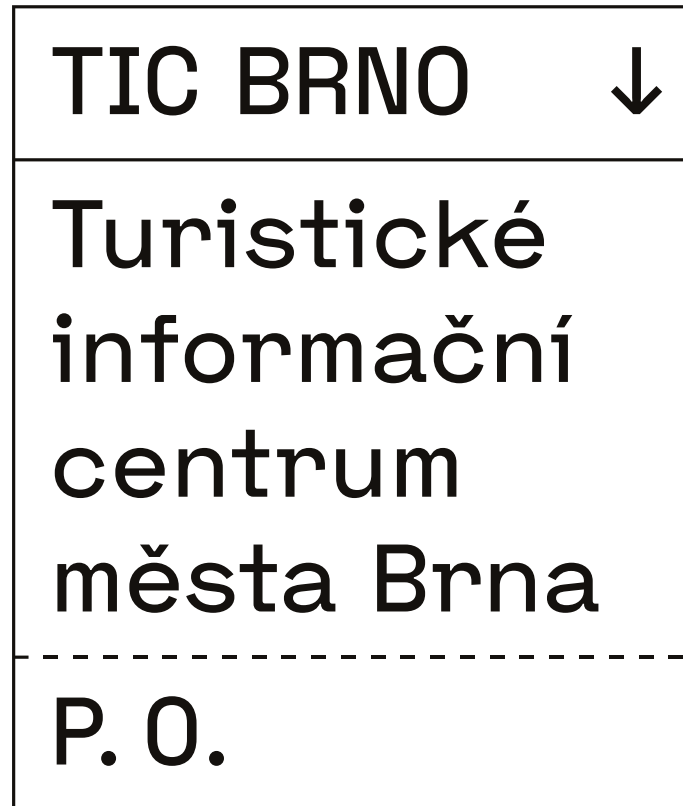 TIC BRNO ↓
Turistické
informační
centrum
města Brna
P. O.